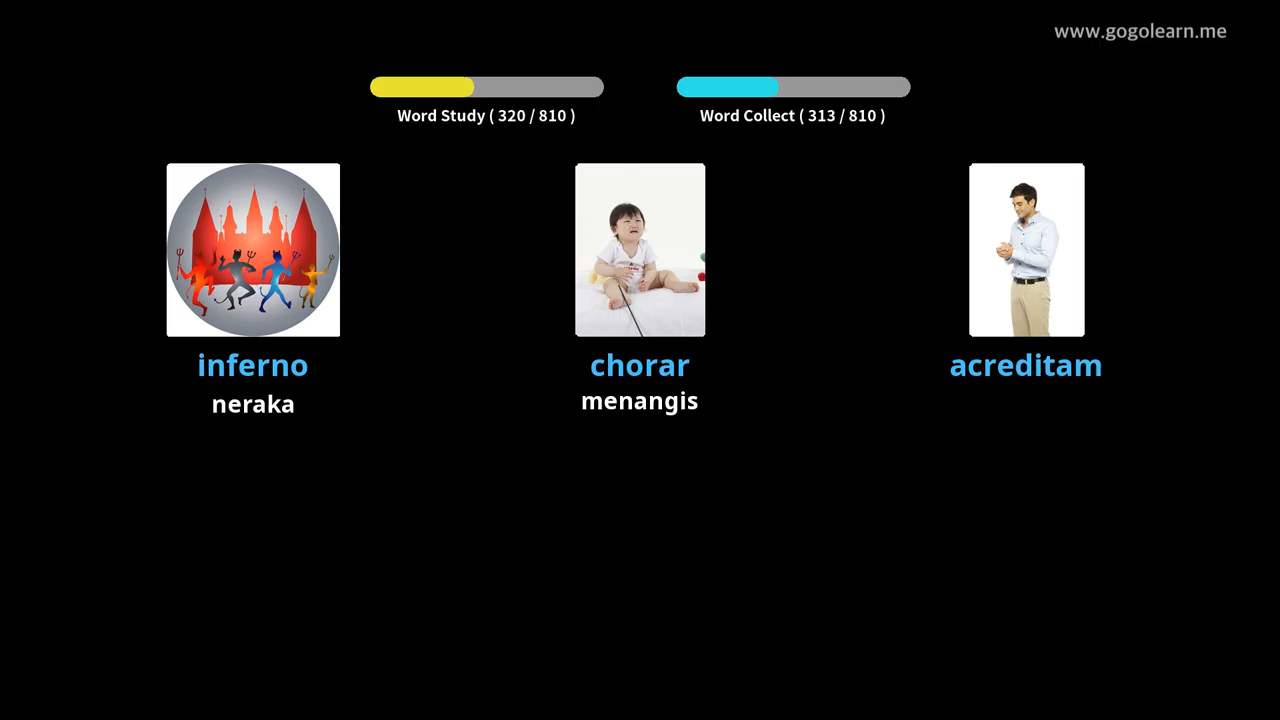 www.gogolearn.me
Word Study ( 320 / 810 )
Word Collect ( 313 / 810 )
inferno
chorar
acreditam
neraka
menangis